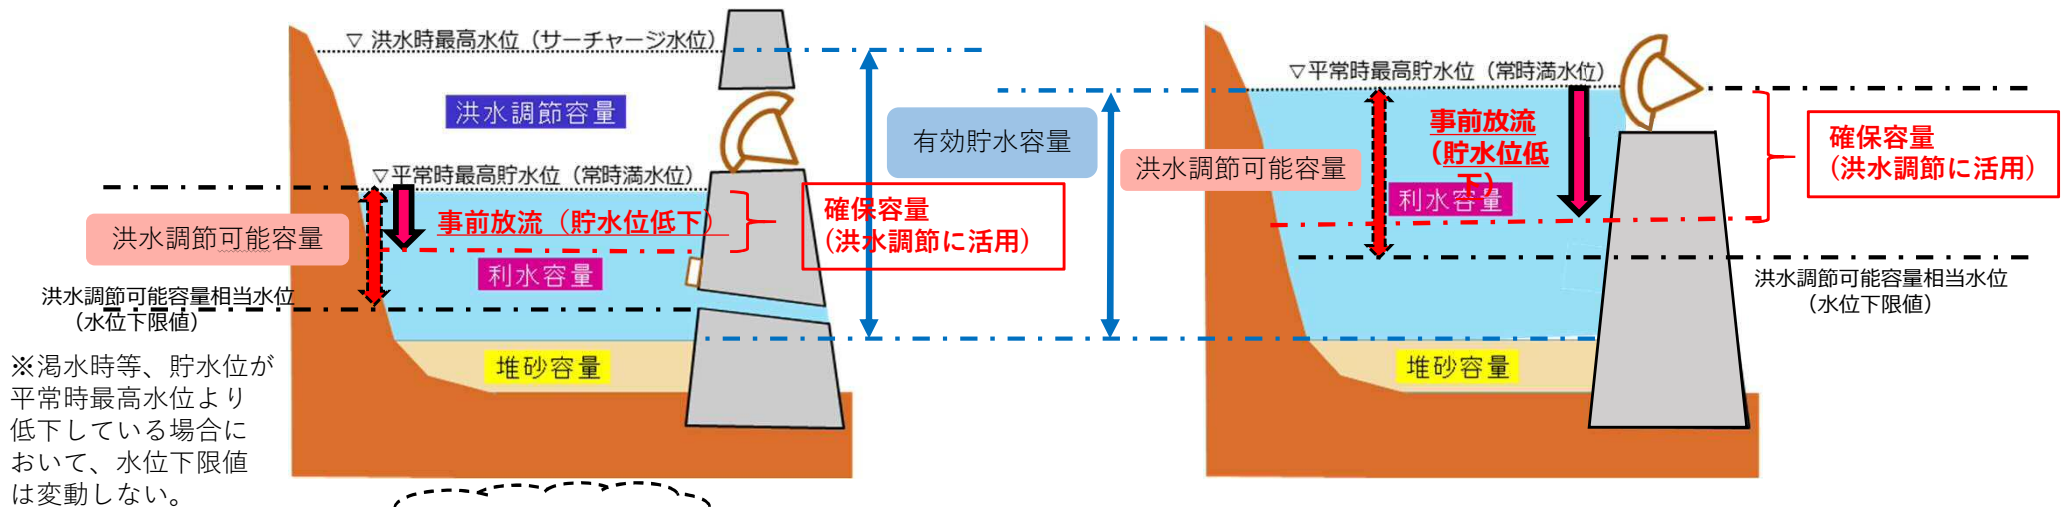 ▽ 洪水時最高水位（サーチャージ水位）
洪水調節容量
▽平常時最高貯水位（常時満水位）
事前放流（貯水位低下）
確保容量
(洪水調節に活用)
洪水調節可能容量
利水容量
洪水調節可能容量相当水位
（水位下限値）
堆砂容量
※渇水時等、貯水位が
平常時最高水位より
低下している場合に
おいて、水位下限値
は変動しない。
有効貯水容量
▽平常時最高貯水位（常時満水位）
事前放流
（貯水位低
下）
確保容量
(洪水調節に活用)
洪水調節可能容量
利水容量
洪水調節可能容量相当水位
（水位下限値）
堆砂容量